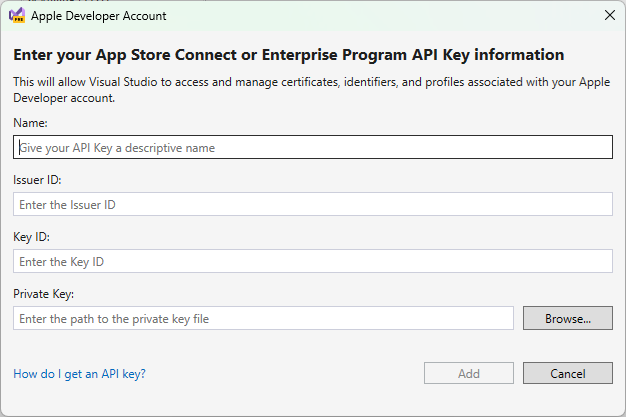 Apple Developer Account
Enter your App Store Connect or Enterprise Program API Key information
This will allow Visual Studio to access and manage certificates, identifiers, and profiles associated with your Apple
Developer account.
Name:
Give your API Key a descriptive name
Issuer ID:
Enter the Issuer ID
Key ID:
Enter the Key ID
Private Key:
Enter the path to the private key file
Browse...
How do I get an API key?
Add
Cancel